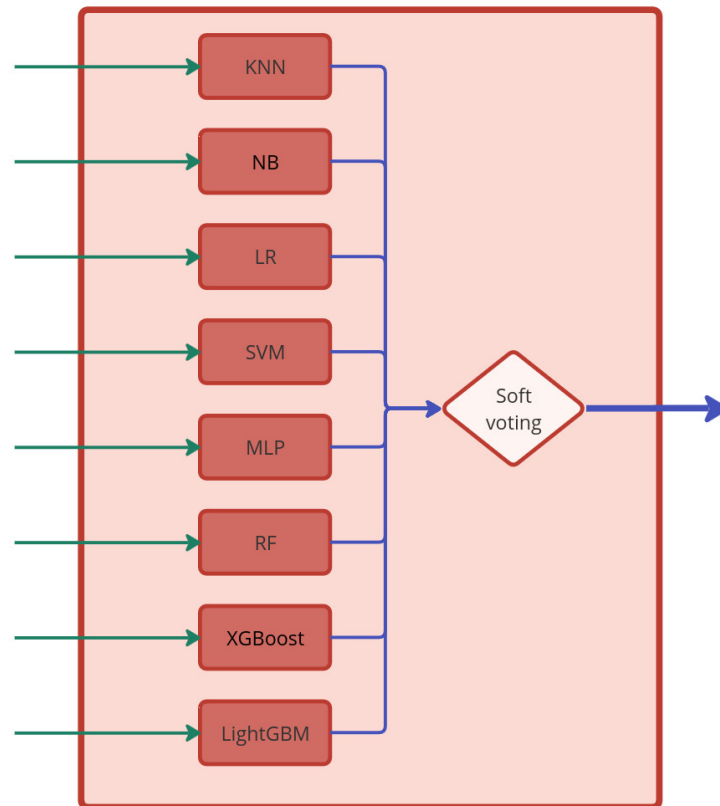 KNN
NB
LR
SVM
Soft
voting
MLP
RF
XGBoost
LightGBM